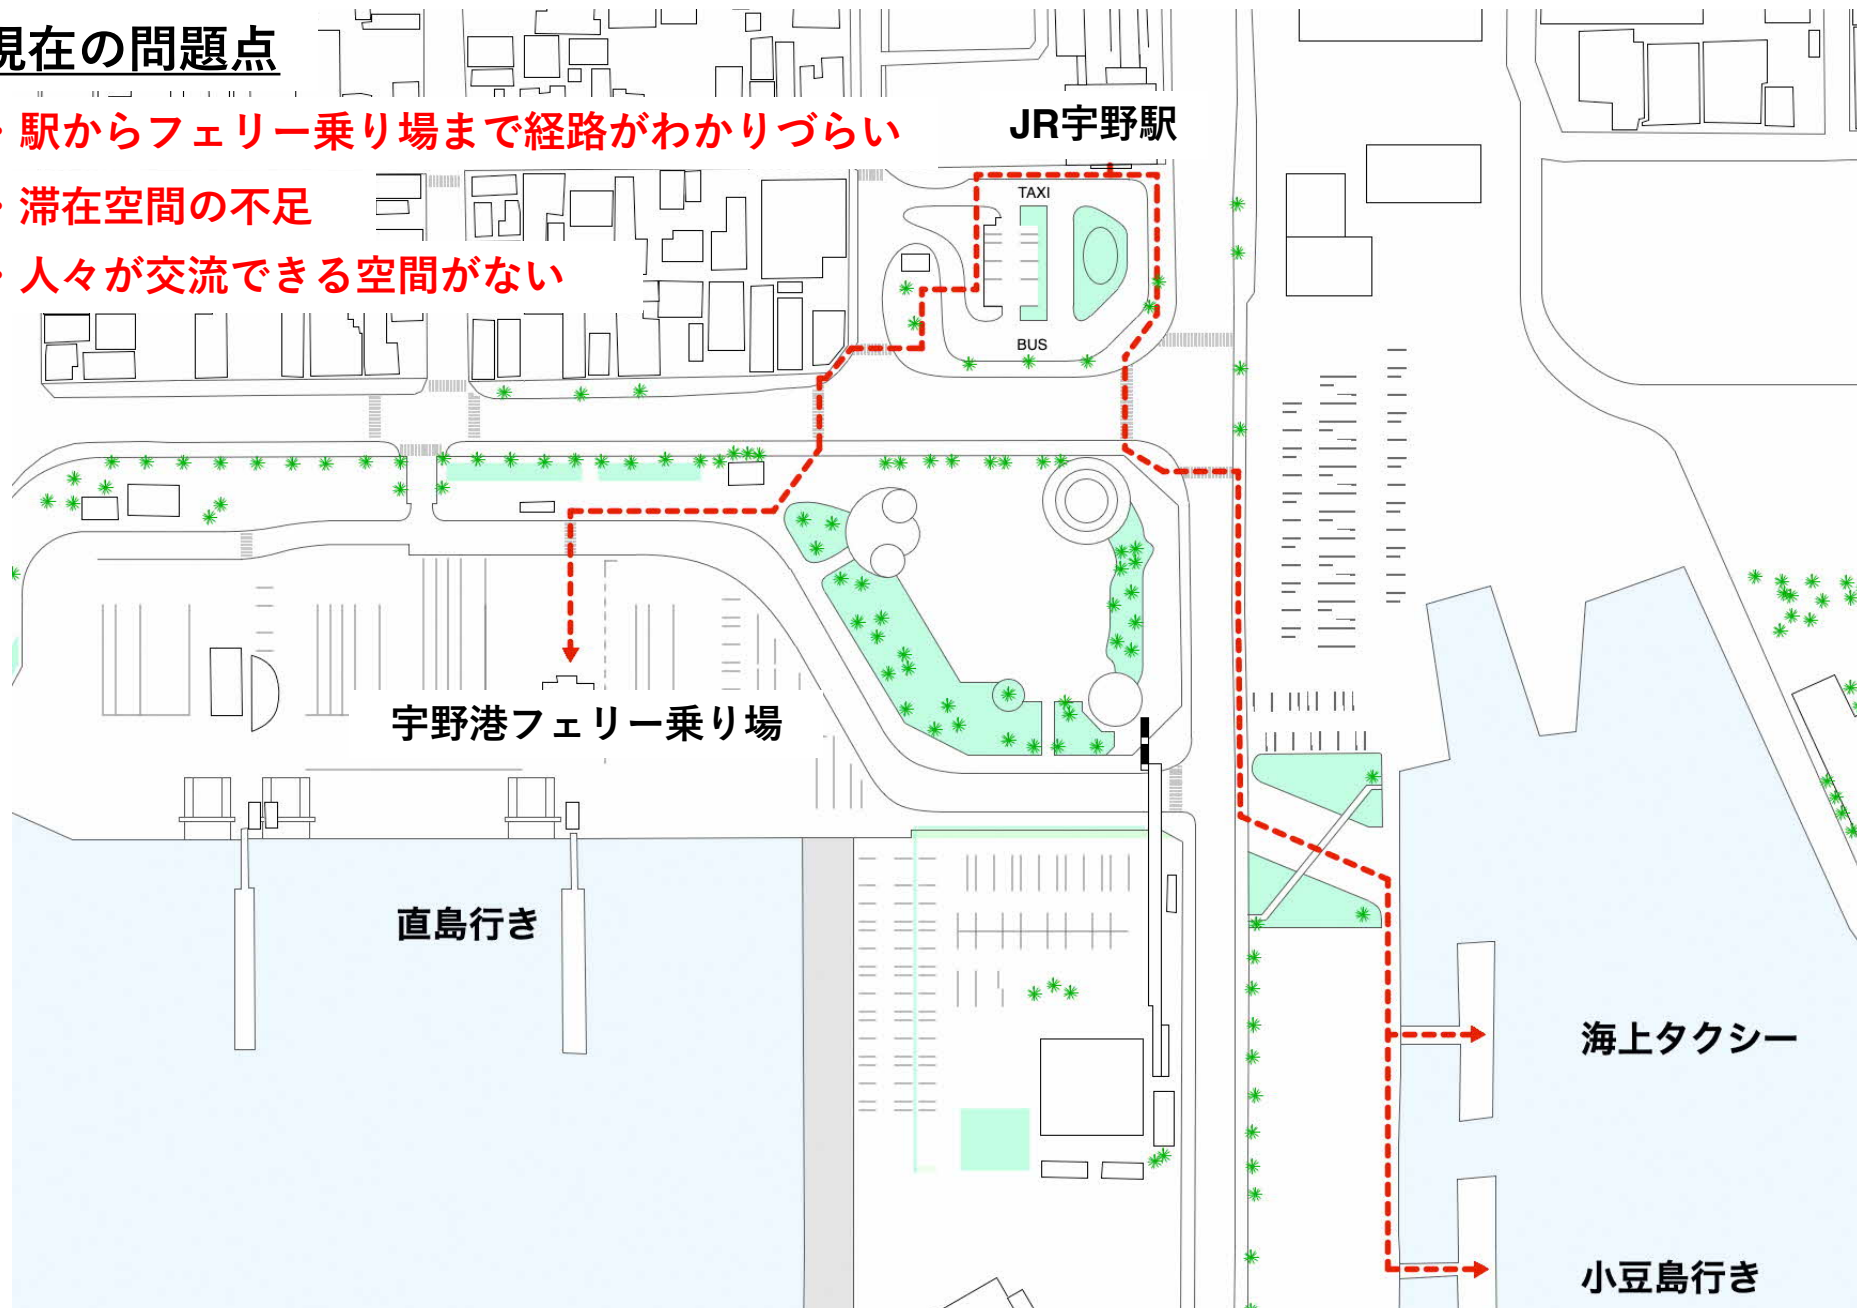 現在の問題点
・駅からフェリー乗り場まで経路がわかりづらい
JR宇野駅
・滞在空間の不足
TAXI
・人々が交流できる空間がない
BUS
宇野港フェリー乗り場
直島行き
海上タクシー
小豆島行き